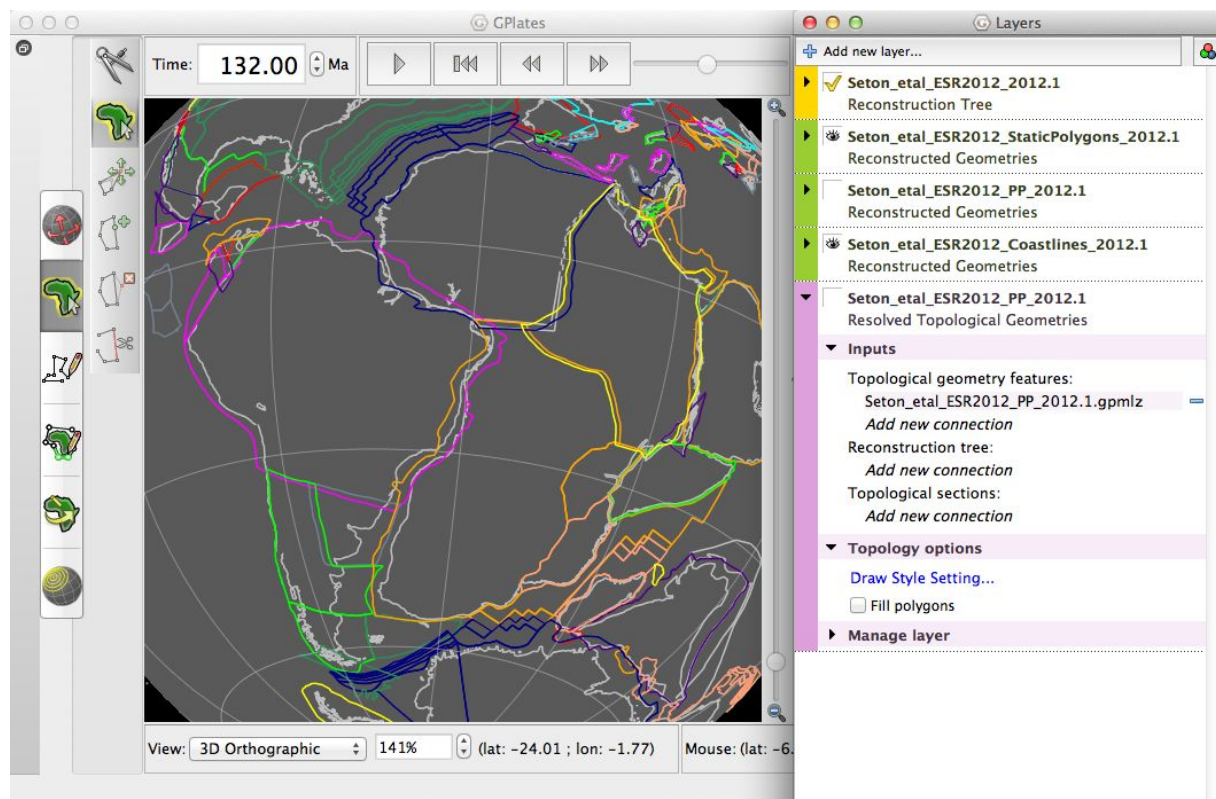 GPlates
Layers
Time: 132.00 Ma
Add new layer...
Seton_etal_ESR2012_2012.1
Reconstruction Tree
Seton_etal_ESR2012_StaticPolygons_2012.1
Reconstructed Geometries
Seton_etal_ESR2012_PP_2012.1
Reconstructed Geometries
Seton_etal_ESR2012_Coastlines_2012.1
Reconstructed Geometries
Seton_etal_ESR2012_PP_2012.1
Resolved Topological Geometries
Inputs
Topological geometry features:
Seton_etal_ESR2012_PP_2012.1.gpmlz
Add new connection
Reconstruction tree:
Add new connection
Topological sections:
Add new connection
Topology options
Draw Style Setting...
Fill polygons
Manage layer
View: 3D Orthographic 141% (lat: -24.01 ; lon: -1.77) Mouse: (lat: -6.